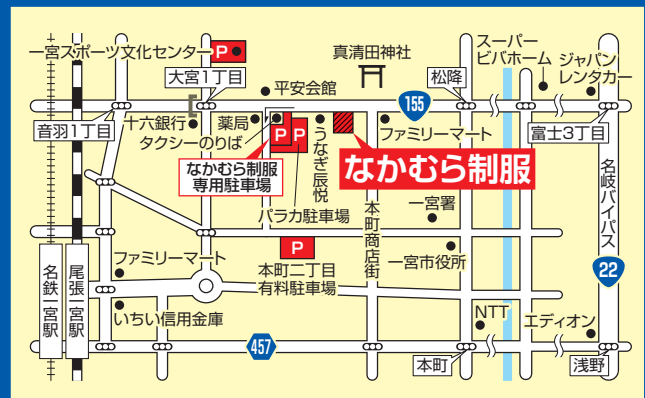 一宮スポーツ文化センター
P
大宮1丁目
平安会館
真清田神社
松降
スーパー
ビバホーム
ジャパン
レンタカー
155
音羽1丁目
十六銀行
薬局
タクシーのりば
P
P
うなぎ辰悦
ファミリーマート
富士3丁目
なかむら制服
専用駐車場
なかむら制服
パラカ駐車場
本町商店街
一宮署
名岐バイパス
P
本町二丁目
有料駐車場
一宮市役所
22
名鉄一宮駅
尾張一宮駅
ファミリーマート
いちい信用金庫
NTT
エディオン
457
本町
浅野